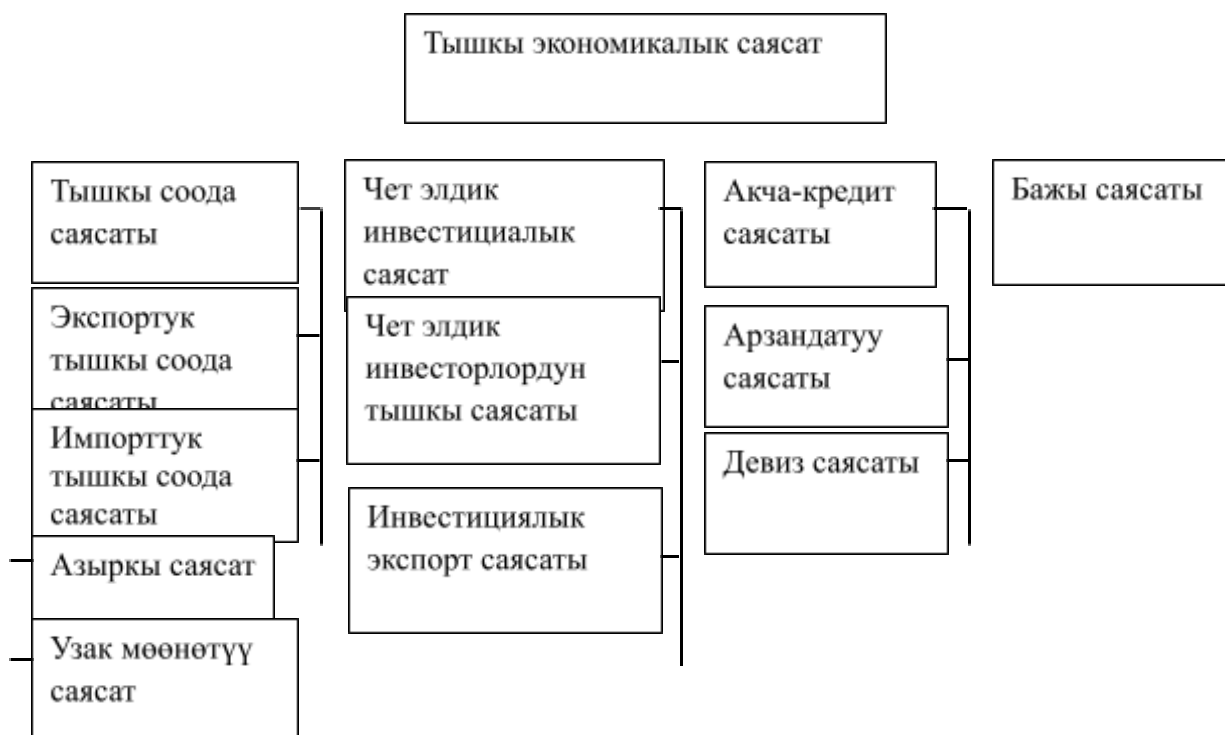 Тышкы экономикалык саясат
Тышкы соода
саясаты
Экспортук
тышкы соода
саясаты
Импорттук
тышкы соода
саясаты
Азыркы саясат
Узак мөөнөтүү
саясат
Чет элдик
инвестициалык
саясат
Чет элдик
инвесторлордун
тышкы саясаты
Инвестициялык
экспорт саясаты
Акча-кредит
саясаты
Арзандатуу
саясаты
Девиз саясаты
Бажы саясаты